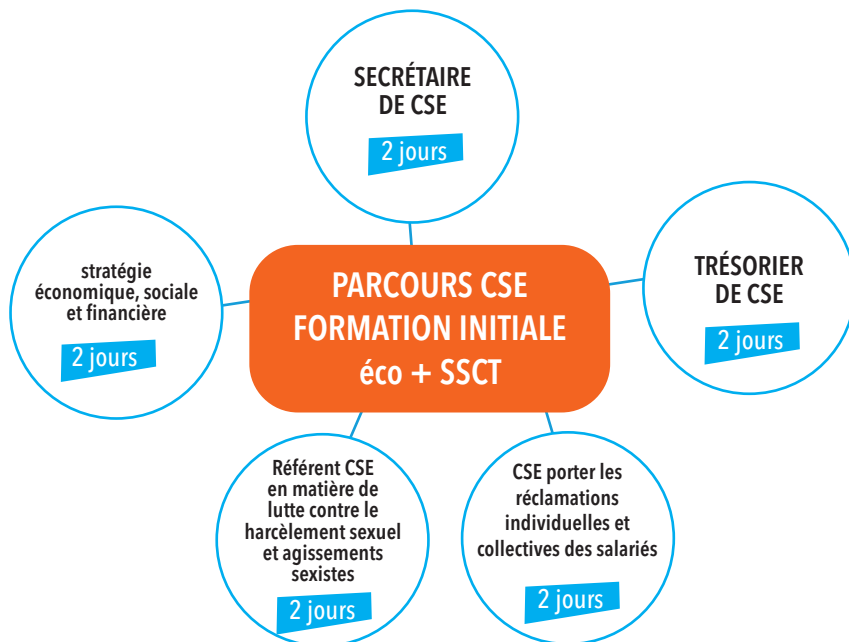 SECRÉTAIRE
DE CSE
2 jours
stratégie
économique, sociale
et financière
2 jours
PARCOURS CSE
FORMATION INITIALE
éco + SSCT
TRÉSORIER
DE CSE
2 jours
Référent CSE
en matière de
lutte contre le
harcèlement sexuel
et agissements
sexistes
2 jours
CSE porter les
réclamations
individuelles et
collectives des salariés
2 jours